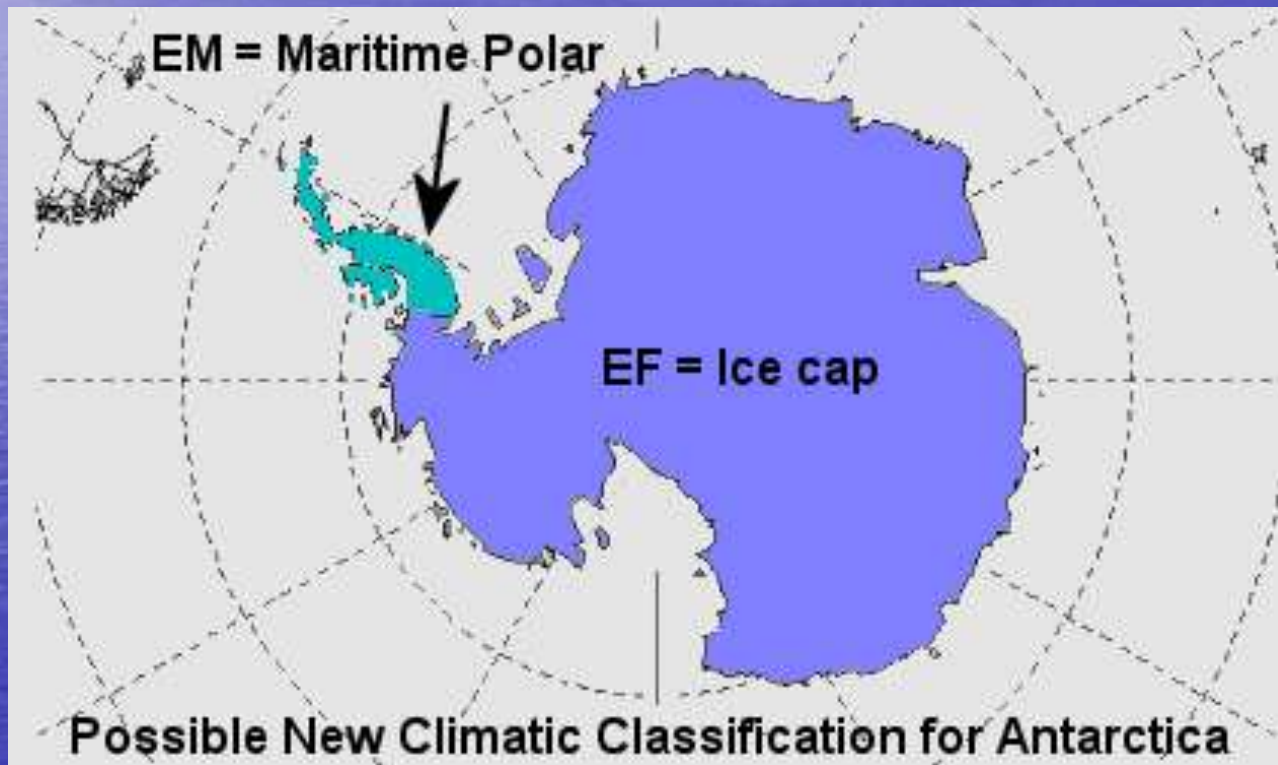 EM = Maritime Polar
EF = Ice cap
Possible New Climatic Classification for Antarctica